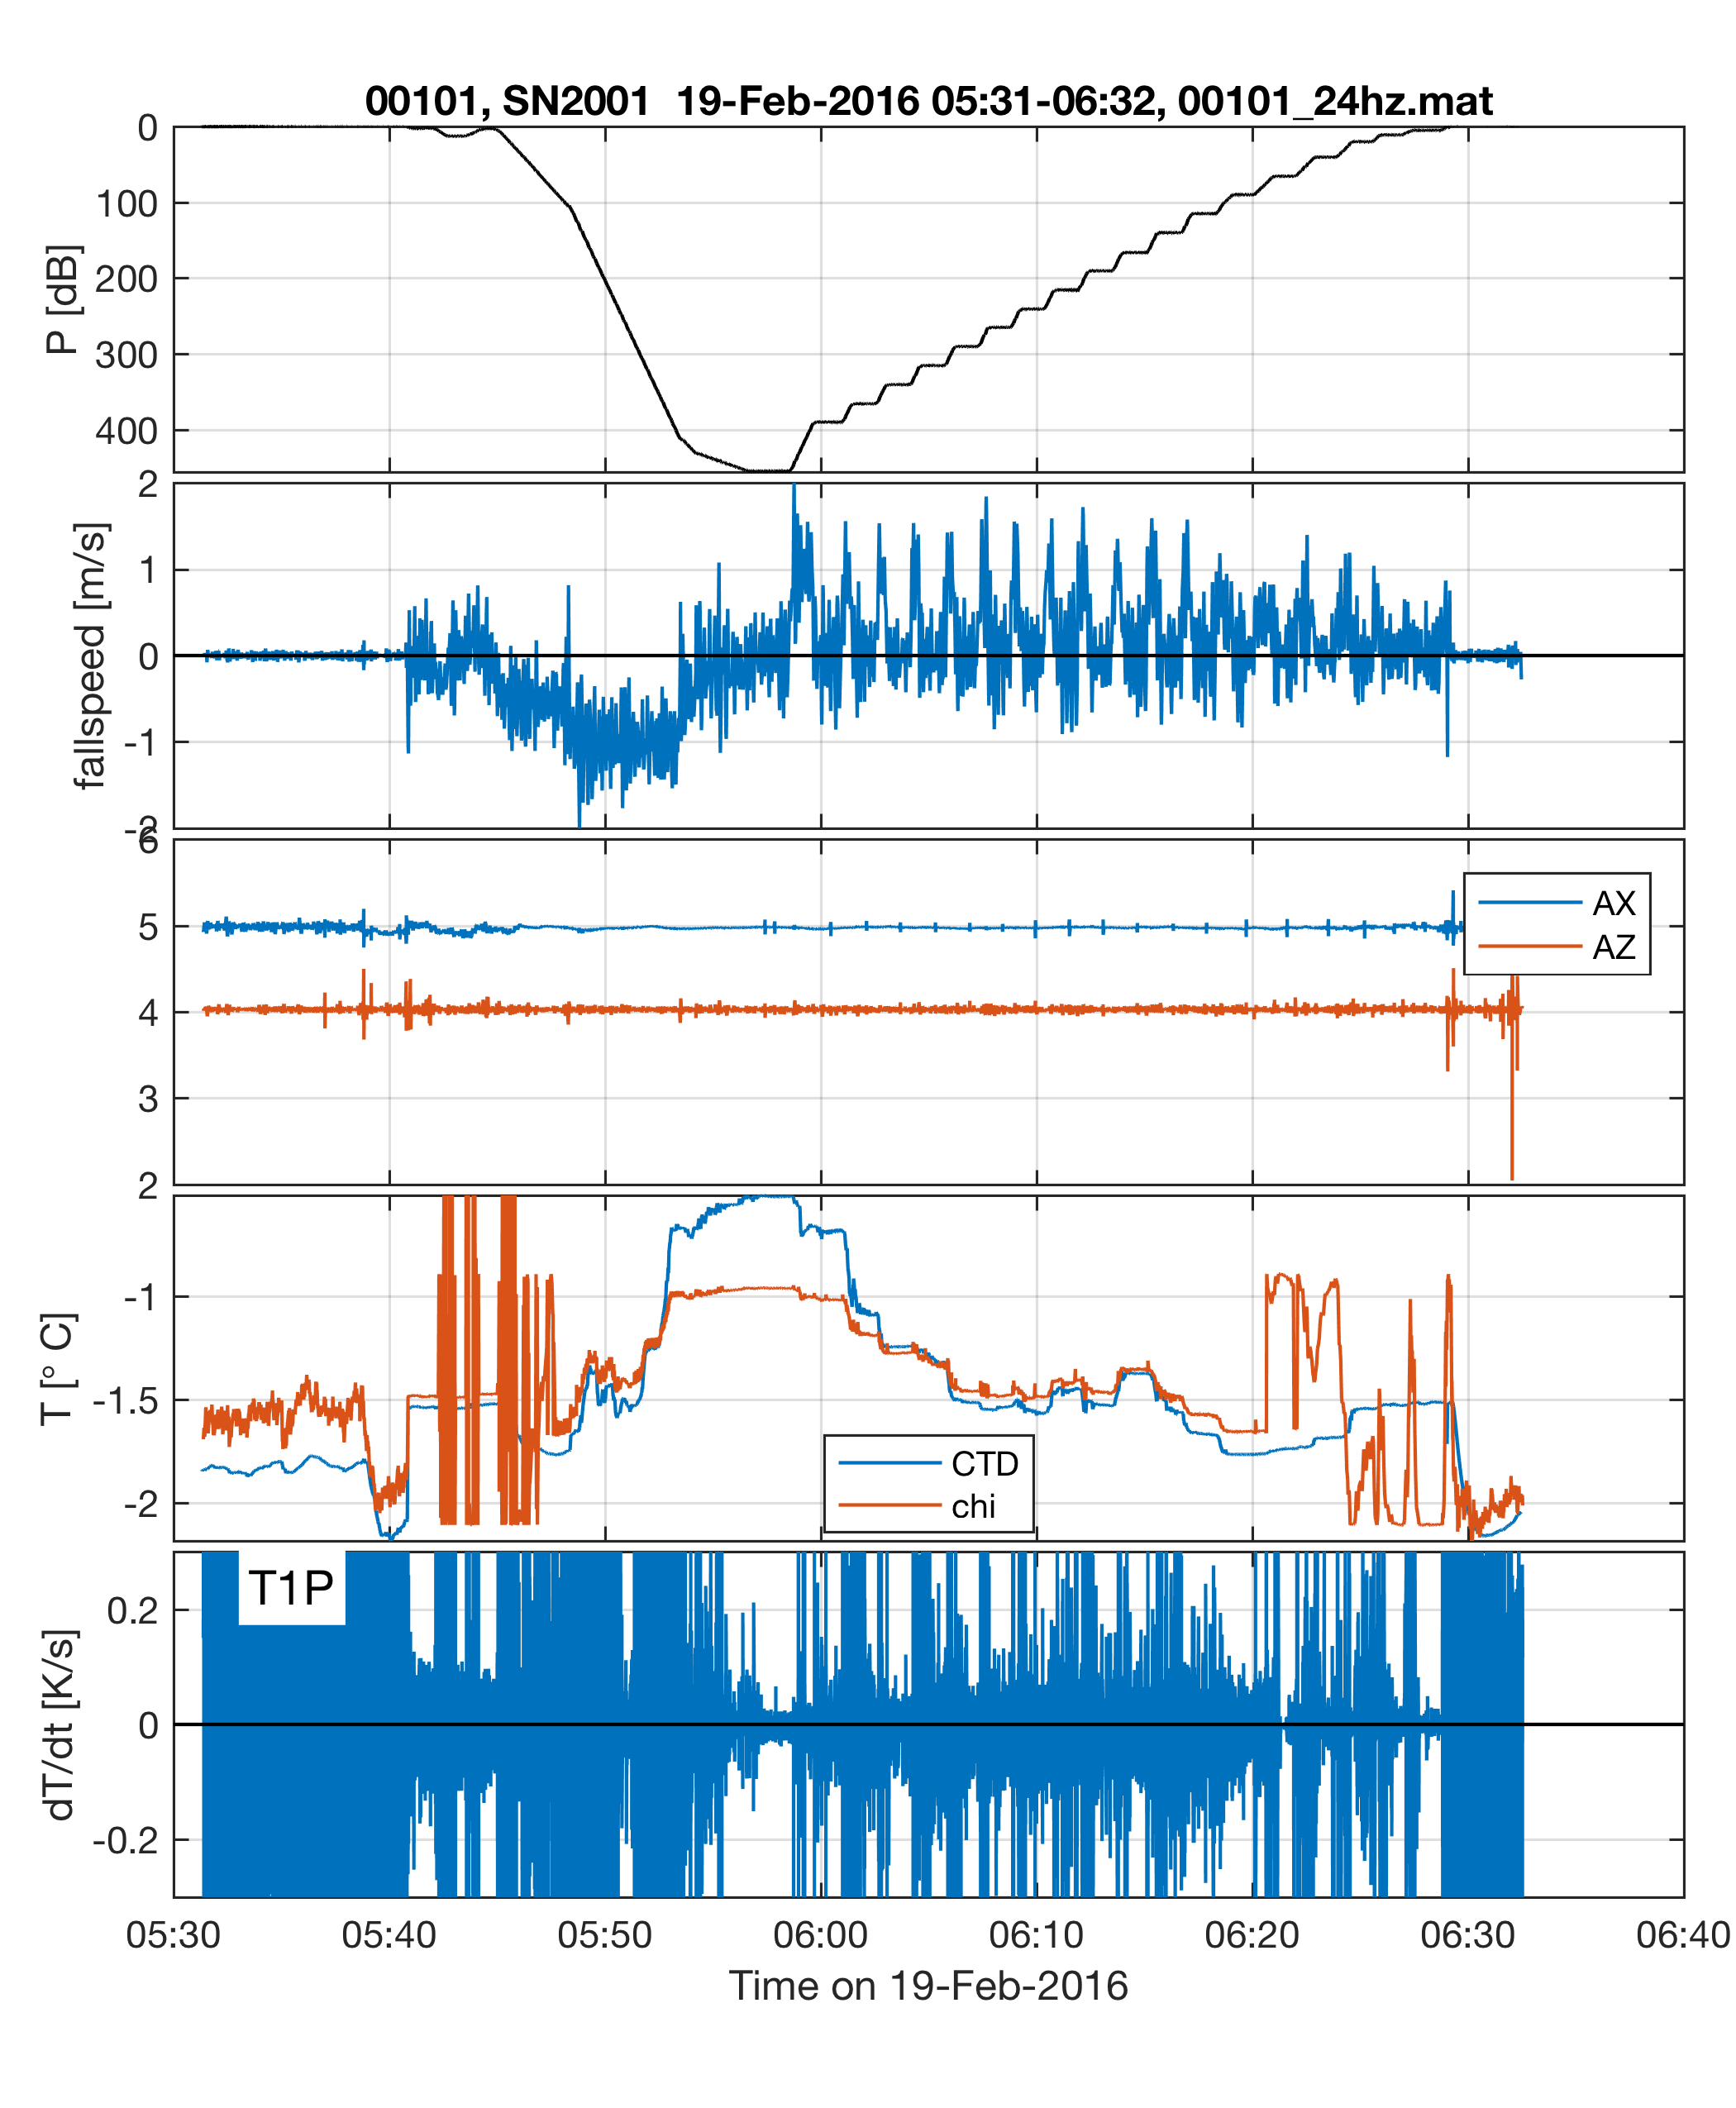 00101, SN2001  19-Feb-2016 05:31-06:32, 00101_24hz.mat
0
100
200
300
400
P [dB]
2
1
0
-1
-2
fallspeed [m/s]
6
5
4
3
2
AX
AZ
2
-1
-1.5
-2
T [° C]
CTD
chi
T1P
0.2
0
-0.2
dT/dt [K/s]
05:30 05:40 05:50 06:00 06:10 06:20 06:30 06:40
Time on 19-Feb-2016